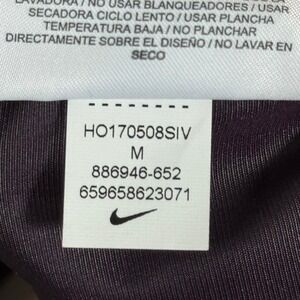 LAVADORA / NO USAR BLANQUEADORES / USAR
SECADORA CICLO LENTO / USAR PLANCHA
TEMPERATURA BAJA / NO PLANCHAR
DIRECTAMENTE SOBRE EL DISEÑO / NO LAVAR EN
SECO
HO170508SIV
M
886946-652
659658623071